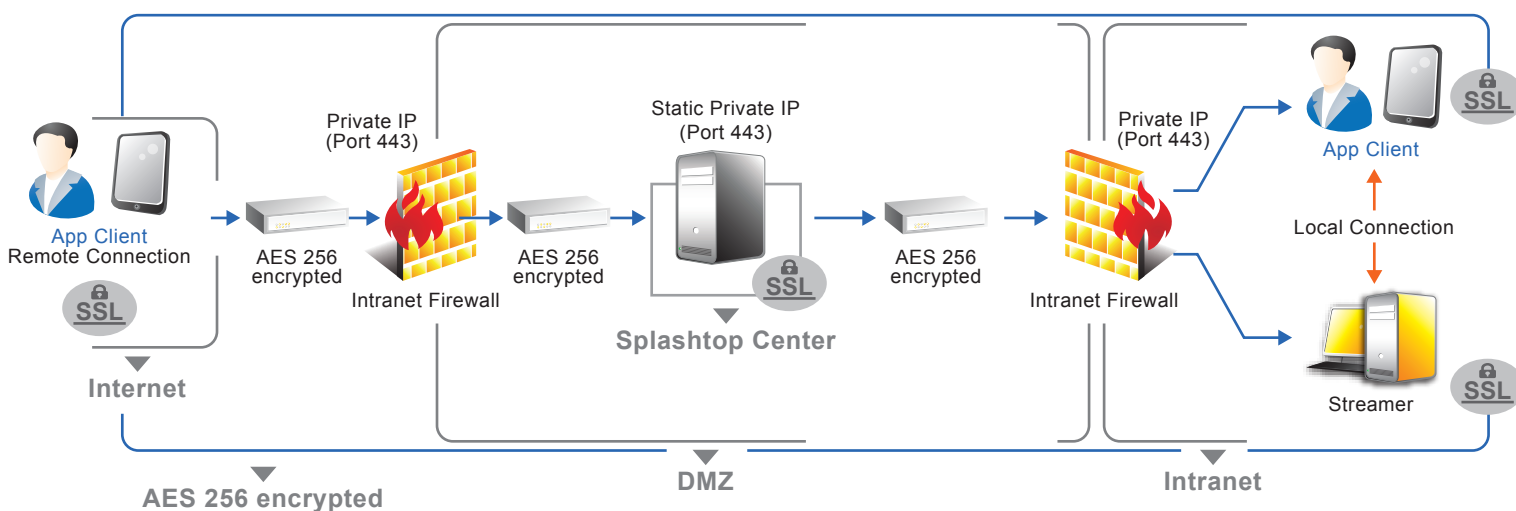 App Client
Remote Connection
SSL
Internet
AES 256
encrypted
Private IP
(Port 443)
Intranet Firewall
AES 256
encrypted
Static Private IP
(Port 443)
SSL
Splashtop Center
AES 256
encrypted
Private IP
(Port 443)
Intranet Firewall
App Client
SSL
Local Connection
Streamer
SSL
AES 256 encrypted
DMZ
Intranet